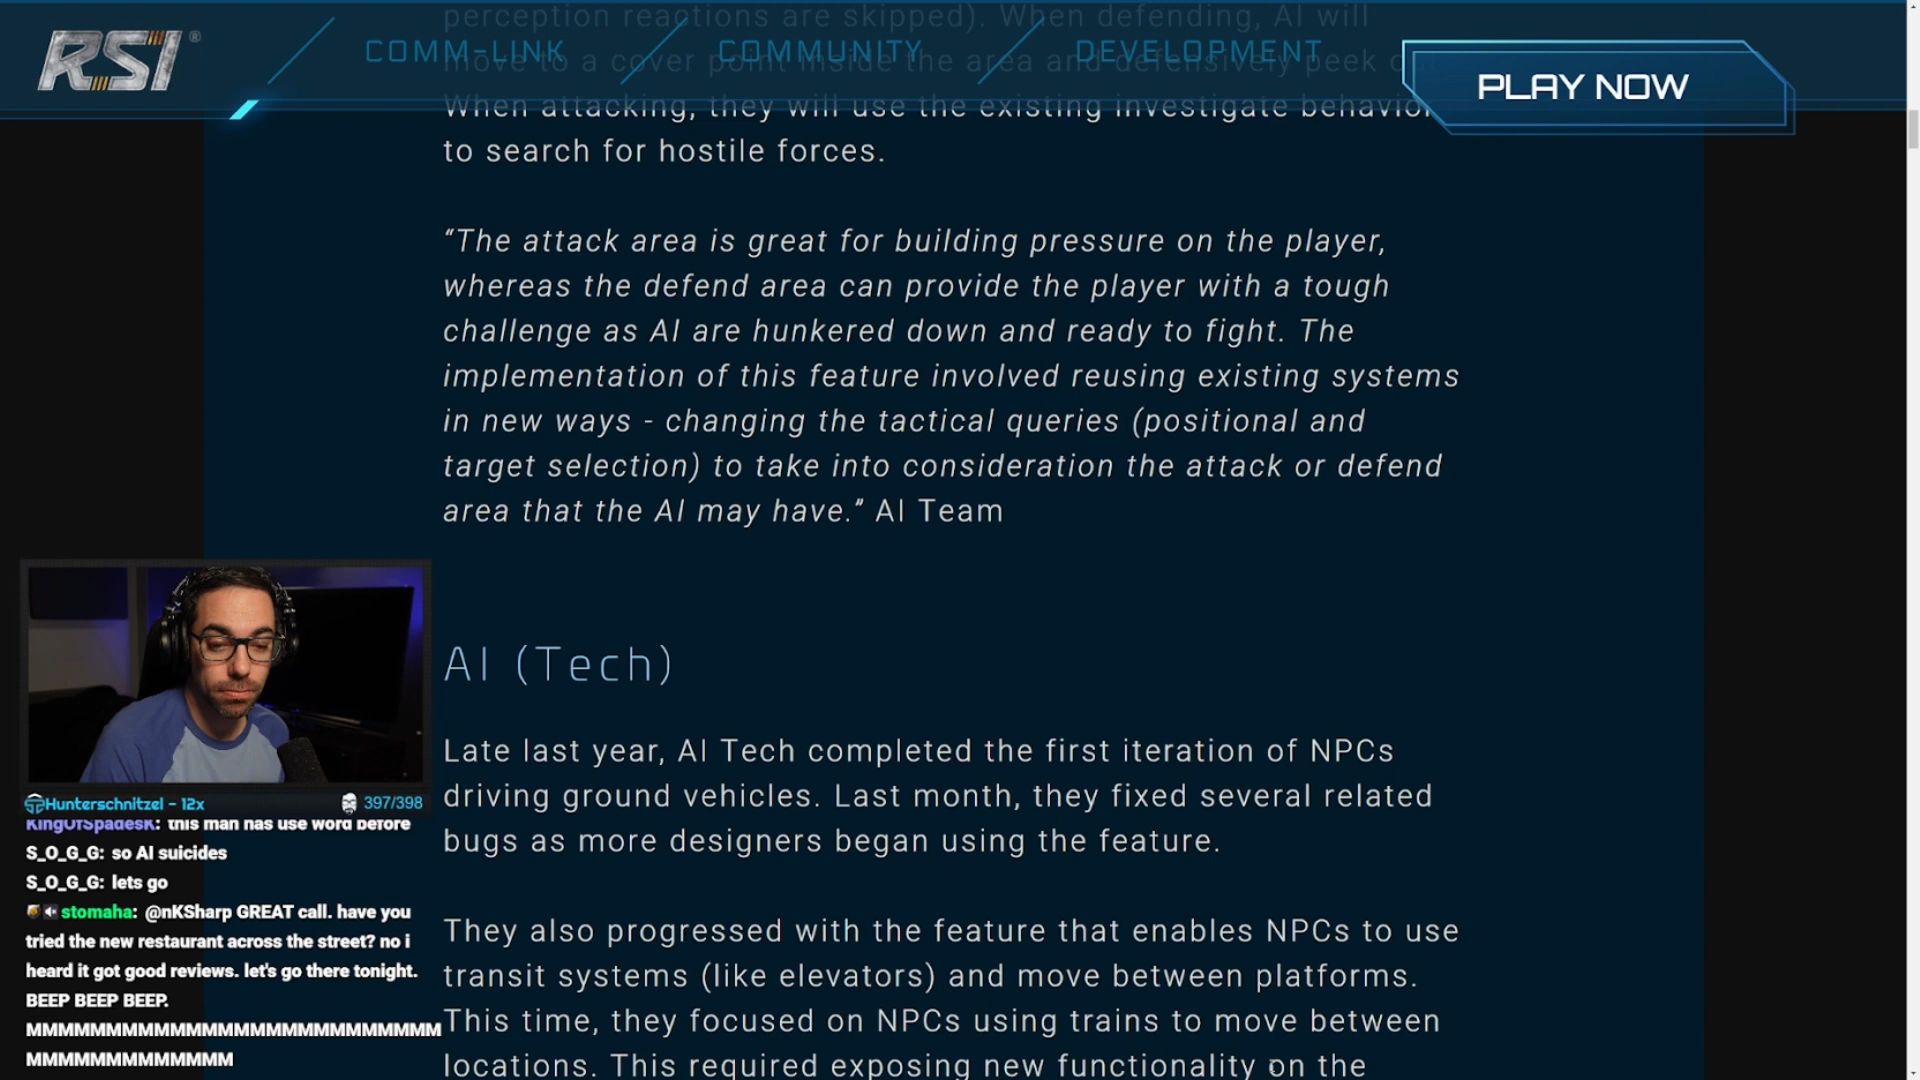 RSI®
COMM-LINK
COMMUNITY
DEVELOPMENT
PLAY NOW
perception reactions are skipped). When defending, AI will
move to a cover point inside the area and defensively peek
When attacking, they will use the existing investigate behavior
to search for hostile forces.
“The attack area is great for building pressure on the player,
whereas the defend area can provide the player with a tough
challenge as AI are hunkered down and ready to fight. The
implementation of this feature involved reusing existing systems
in new ways - changing the tactical queries (positional and
target selection) to take into consideration the attack or defend
area that the AI may have.” AI Team
AI (Tech)
Late last year, AI Tech completed the first iteration of NPCs
driving ground vehicles. Last month, they fixed several related
bugs as more designers began using the feature.
They also progressed with the feature that enables NPCs to use
transit systems (like elevators) and move between platforms.
This time, they focused on NPCs using trains to move between
locations. This required exposing new functionality on the
Hunterschnitzel - 12x
397/398
KingOfSpadesK: this man has use word before
S_O_G_G: so AI suicides
S_O_G_G: lets go
stomaha: @nKSharp GREAT call. have you
tried the new restaurant across the street? no i
heard it got good reviews. let's go there tonight.
BEEP BEEP BEEP.
MMMMMMMMMMMMMMMMMMMMMMMMMM
MMMMMMMMMMMMM